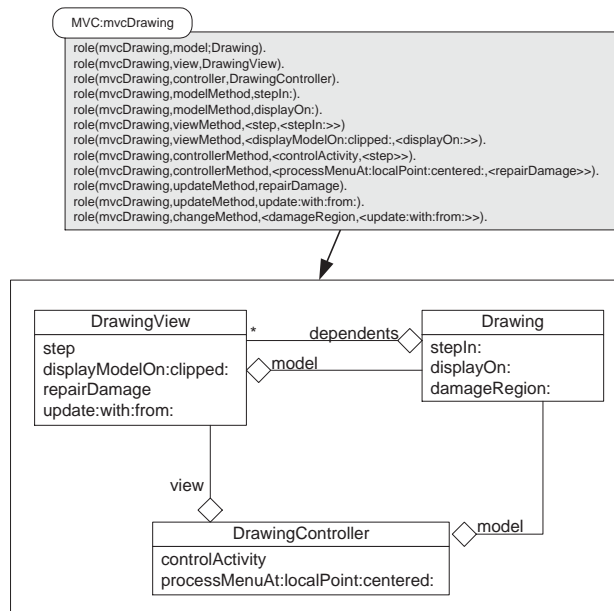 MVC:mvcDrawing
role(mvcDrawing,model;Drawing).
role(mvcDrawing,view,DrawingView).
role(mvcDrawing,controller,DrawingController).
role(mvcDrawing,modelMethod,stepIn:).
role(mvcDrawing,modelMethod,displayOn:).
role(mvcDrawing,viewMethod,<step,<stepIn:>>)
role(mvcDrawing,viewMethod,<displayModelOn:clipped:,<displayOn:>>).
role(mvcDrawing,controllerMethod,<controlActivity,<step>>).
role(mvcDrawing,controllerMethod,<processMenuAt:localPoint:centered:,<repairDamage>>).
role(mvcDrawing,updateMethod,repairDamage).
role(mvcDrawing,updateMethod,update:with:from:).
role(mvcDrawing,changeMethod,<damageRegion,<update:with:from:>>).
DrawingView
step
displayModelOn:clipped:
repairDamage
update:with:from:
*
dependents
model
Drawing
stepIn:
displayOn:
damageRegion:
view
model
DrawingController
controlActivity
processMenuAt:localPoint:centered: